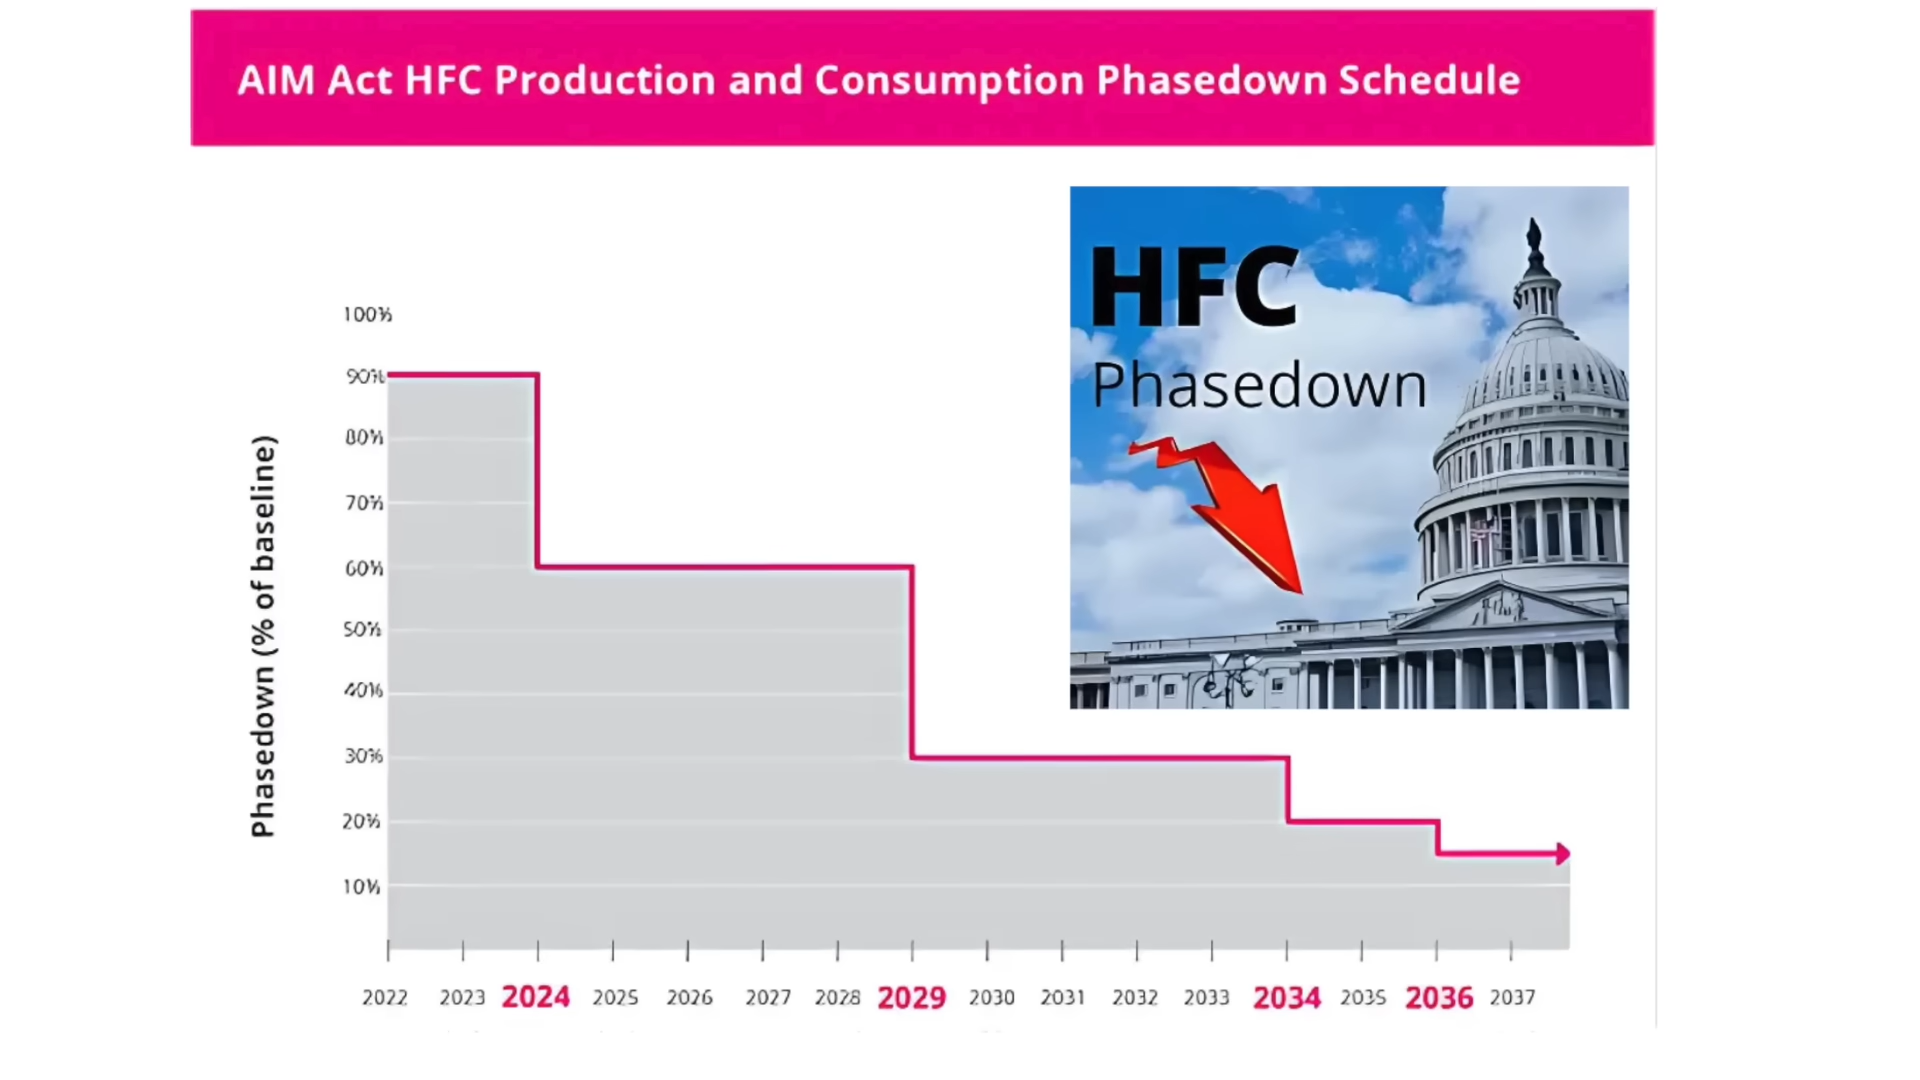 AIM Act HFC Production and Consumption Phasedown Schedule
HFC
Phasedown
Phasedown (% of baseline)
100%
90%
80%
70%
60%
50%
40%
30%
20%
10%
2022 2023 2024 2025 2026 2027 2028 2029 2030 2031 2032 2033 2034 2035 2036 2037